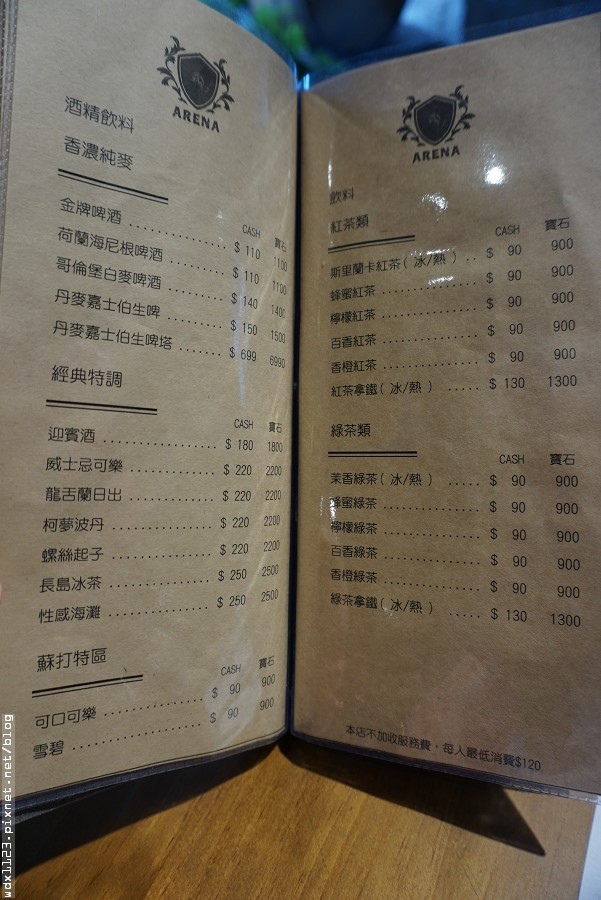 ARENA
酒精飲料
香濃純麥
CASH 寶石
金牌啤酒 $ 110 1100
荷蘭海尼根啤酒 $ 110 1100
哥倫堡白麥啤酒 $ 140 1400
丹麥嘉士伯生啤 $ 150 1500
丹麥嘉士伯生啤塔 $ 699 6990
經典特調
CASH 寶石
迎賓酒 $ 180 1800
威士忌可樂 $ 220 2200
龍舌蘭日出 $ 220 2200
柯夢波丹 $ 220 2200
螺絲起子 $ 220 2200
長島冰茶 $ 250 2500
性感海灘 $ 250 2500
蘇打特區
CASH 寶石
可口可樂 $ 90 900
雪碧 $ 90 900
ARENA
飲料
紅茶類
CASH 寶石
斯里蘭卡紅茶( 冰/熱 ) $ 90 900
蜂蜜紅茶 $ 90 900
檸檬紅茶 $ 90 900
百香紅茶 $ 90 900
香橙紅茶 $ 90 900
紅茶拿鐵( 冰/熱 ) $ 130 1300
綠茶類
CASH 寶石
茉香綠茶( 冰/熱 ) $ 90 900
蜂蜜綠茶 $ 90 900
檸檬綠茶 $ 90 900
百香綠茶 $ 90 900
香橙綠茶 $ 90 900
綠茶拿鐵( 冰/熱 ) $ 130 1300
本店不加收服務費，每人最低消費$120
wdx1123.pixnet.net/blog